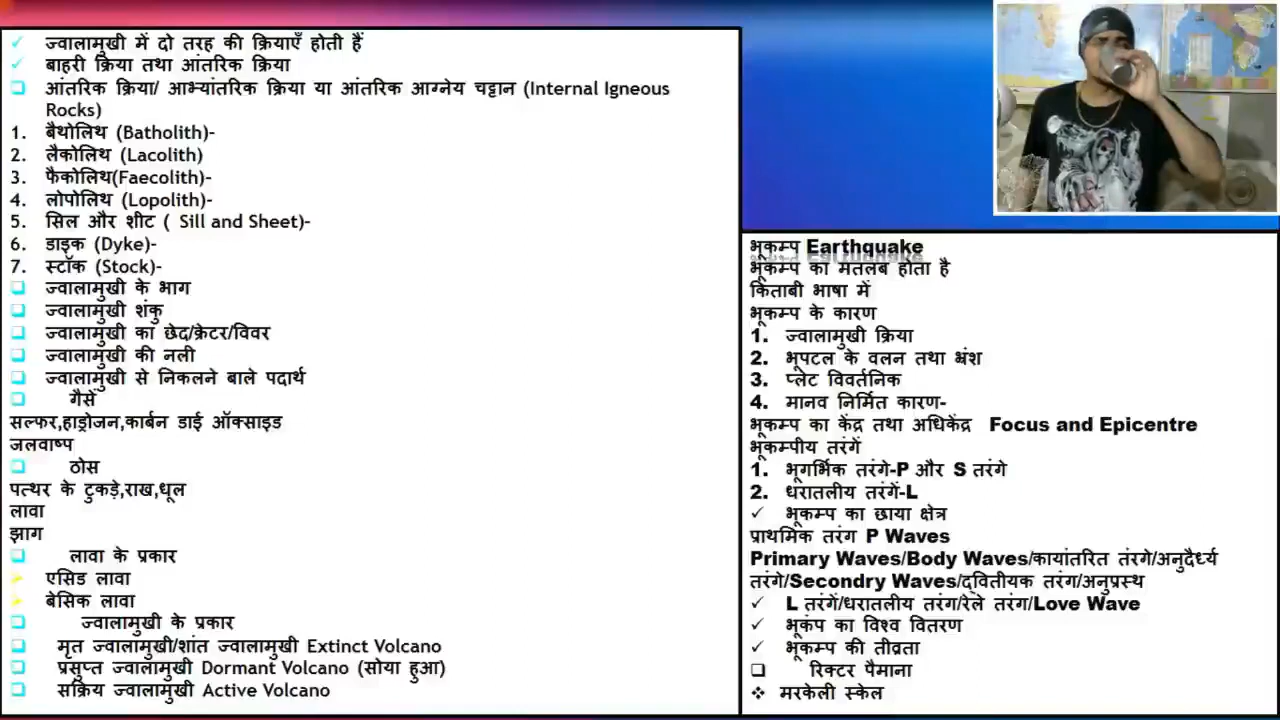 ज्वालामुखी में दो तरह की क्रियाएँ होती हैं
बाहरी क्रिया तथा आंतरिक क्रिया
आंतरिक क्रिया/ आभ्यांतरिक क्रिया या आंतरिक आग्नेय चट्टान (Internal Igneous
Rocks)
1. बैथोलिथ (Batholith)-
2. लैकोलिथ (Lacolith)
3. फैकोलिथ(Faecolith)-
4. लोपोलिथ (Lopolith)-
5. सिल और शीट ( Sill and Sheet)-
6. डाइक (Dyke)-
7. स्टॉक (Stock)-
ज्वालामुखी के भाग
ज्वालामुखी शंकु
ज्वालामुखी का छेद/क्रेटर/विवर
ज्वालामुखी की नली
ज्वालामुखी से निकलने बाले पदार्थ
गैसें
सल्फर,हाड्रोजन,कार्बन डाई ऑक्साइड
जलवाष्प
ठोस
पत्थर के टुकड़े,राख,धूल
लावा
झाग
लावा के प्रकार
एसिड लावा
बेसिक लावा
ज्वालामुखी के प्रकार
मृत ज्वालामुखी/शांत ज्वालामुखी Extinct Volcano
प्रसुप्त ज्वालामुखी Dormant Volcano (सोया हुआ)
सक्रिय ज्वालामुखी Active Volcano
भूकम्प Earthquake
भूकम्प का मतलब होता है
किताबी भाषा में
भूकम्प के कारण
1. ज्वालामुखी क्रिया
2. भूपटल के वलन तथा भ्रंश
3. प्लेट विवर्तनिक
4. मानव निर्मित कारण-
भूकम्प का केंद्र तथा अधिकेंद्र Focus and Epicentre
भूकम्पीय तरंगें
1. भूगर्भिक तरंगे-P और S तरंगे
2. धरातलीय तरंगें-L
भूकम्प का छाया क्षेत्र
प्राथमिक तरंग P Waves
Primary Waves/Body Waves/कायांतरित तरंगे/अनुदैर्ध्य
तरंगे/Secondry Waves/द्वितीयक तरंग/अनुप्रस्थ
L तरंगें/धरातलीय तरंग/रेले तरंग/Love Wave
भूकंप का विश्व वितरण
भूकम्प की तीव्रता
रिक्टर पैमाना
मरकेली स्केल